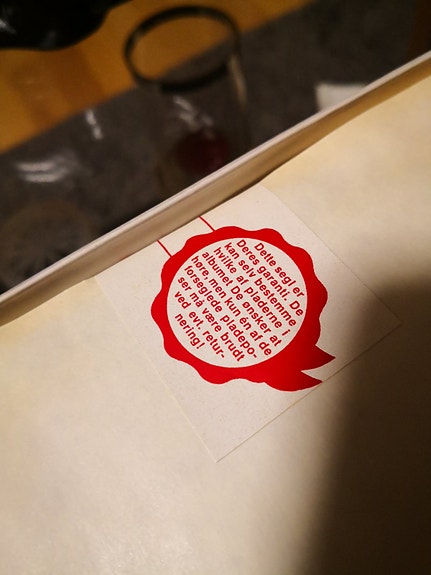 Dette segl er
Deres garanti. De
kan selv bestemme
hvilke af pladerne i
albumet De ønsker at
høre, men kun én af de
forseglede pladepo-
ser må være brudt
ved evt. retur-
nering!